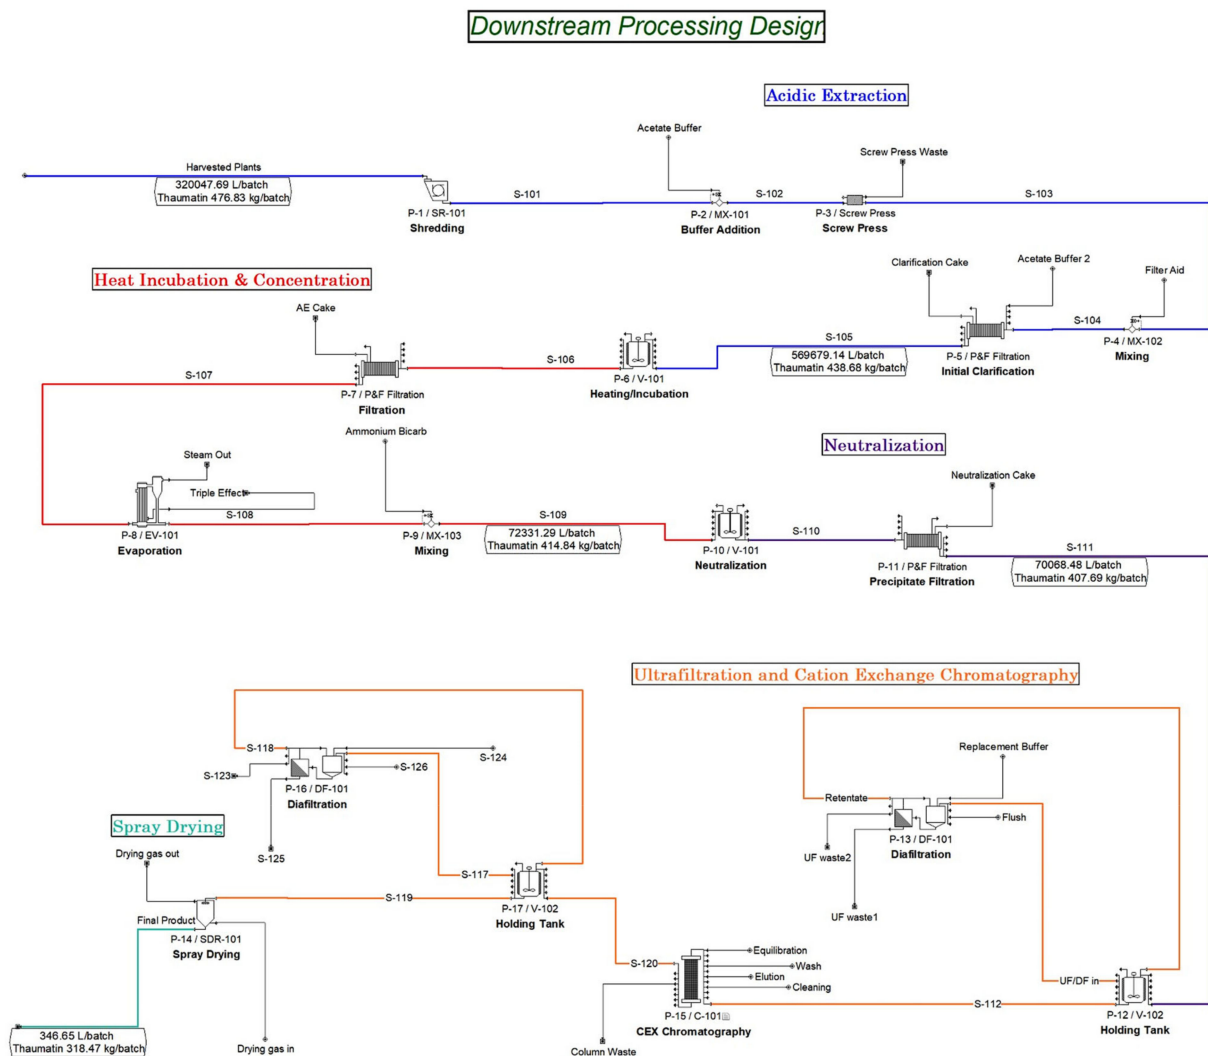 Downstream Processing Design
Acidic Extraction
Acetate Buffer
Screw Press Waste
Harvested Plants
320047.69 L/batch
Thaumatin 476.83 kg/batch
S-101
S-102
S-103
P-1 / SR-101
Shredding
P-2 / MX-101
Buffer Addition
P-3 / Screw Press
Screw Press
Heat Incubation & Concentration
Clarification Cake
Acetate Buffer 2
Filter Aid
AE Cake
S-104
S-105
569679.14 L/batch
Thaumatin 438.68 kg/batch
P-5 / P&F Filtration
Initial Clarification
P-4 / MX-102
Mixing
S-106
S-107
P-6 / V-101
Heating/Incubation
P-7 / P&F Filtration
Filtration
Ammonium Bicarb
Neutralization
Steam Out
Triple Effect
Neutralization Cake
S-108
S-109
72331.29 L/batch
Thaumatin 414.84 kg/batch
S-110
S-111
70068.48 L/batch
Thaumatin 407.69 kg/batch
P-8 / EV-101
Evaporation
P-9 / MX-103
Mixing
P-10 / V-101
Neutralization
P-11 / P&F Filtration
Precipitate Filtration
Ultrafiltration and Cation Exchange Chromatography
S-118
S-124
S-123
S-126
P-16 / DF-101
Diafiltration
S-125
Replacement Buffer
Retentate
Flush
P-13 / DF-101
Diafiltration
UF waste2
UF waste1
Spray Drying
Drying gas out
S-117
S-119
P-17 / V-102
Holding Tank
Final Product
P-14 / SDR-101
Spray Drying
Equilibration
Wash
Elution
Cleaning
S-120
UF/DF in
S-112
P-15 / C-101
CEX Chromatography
P-12 / V-102
Holding Tank
346.65 L/batch
Thaumatin 318.47 kg/batch
Drying gas in
Column Waste